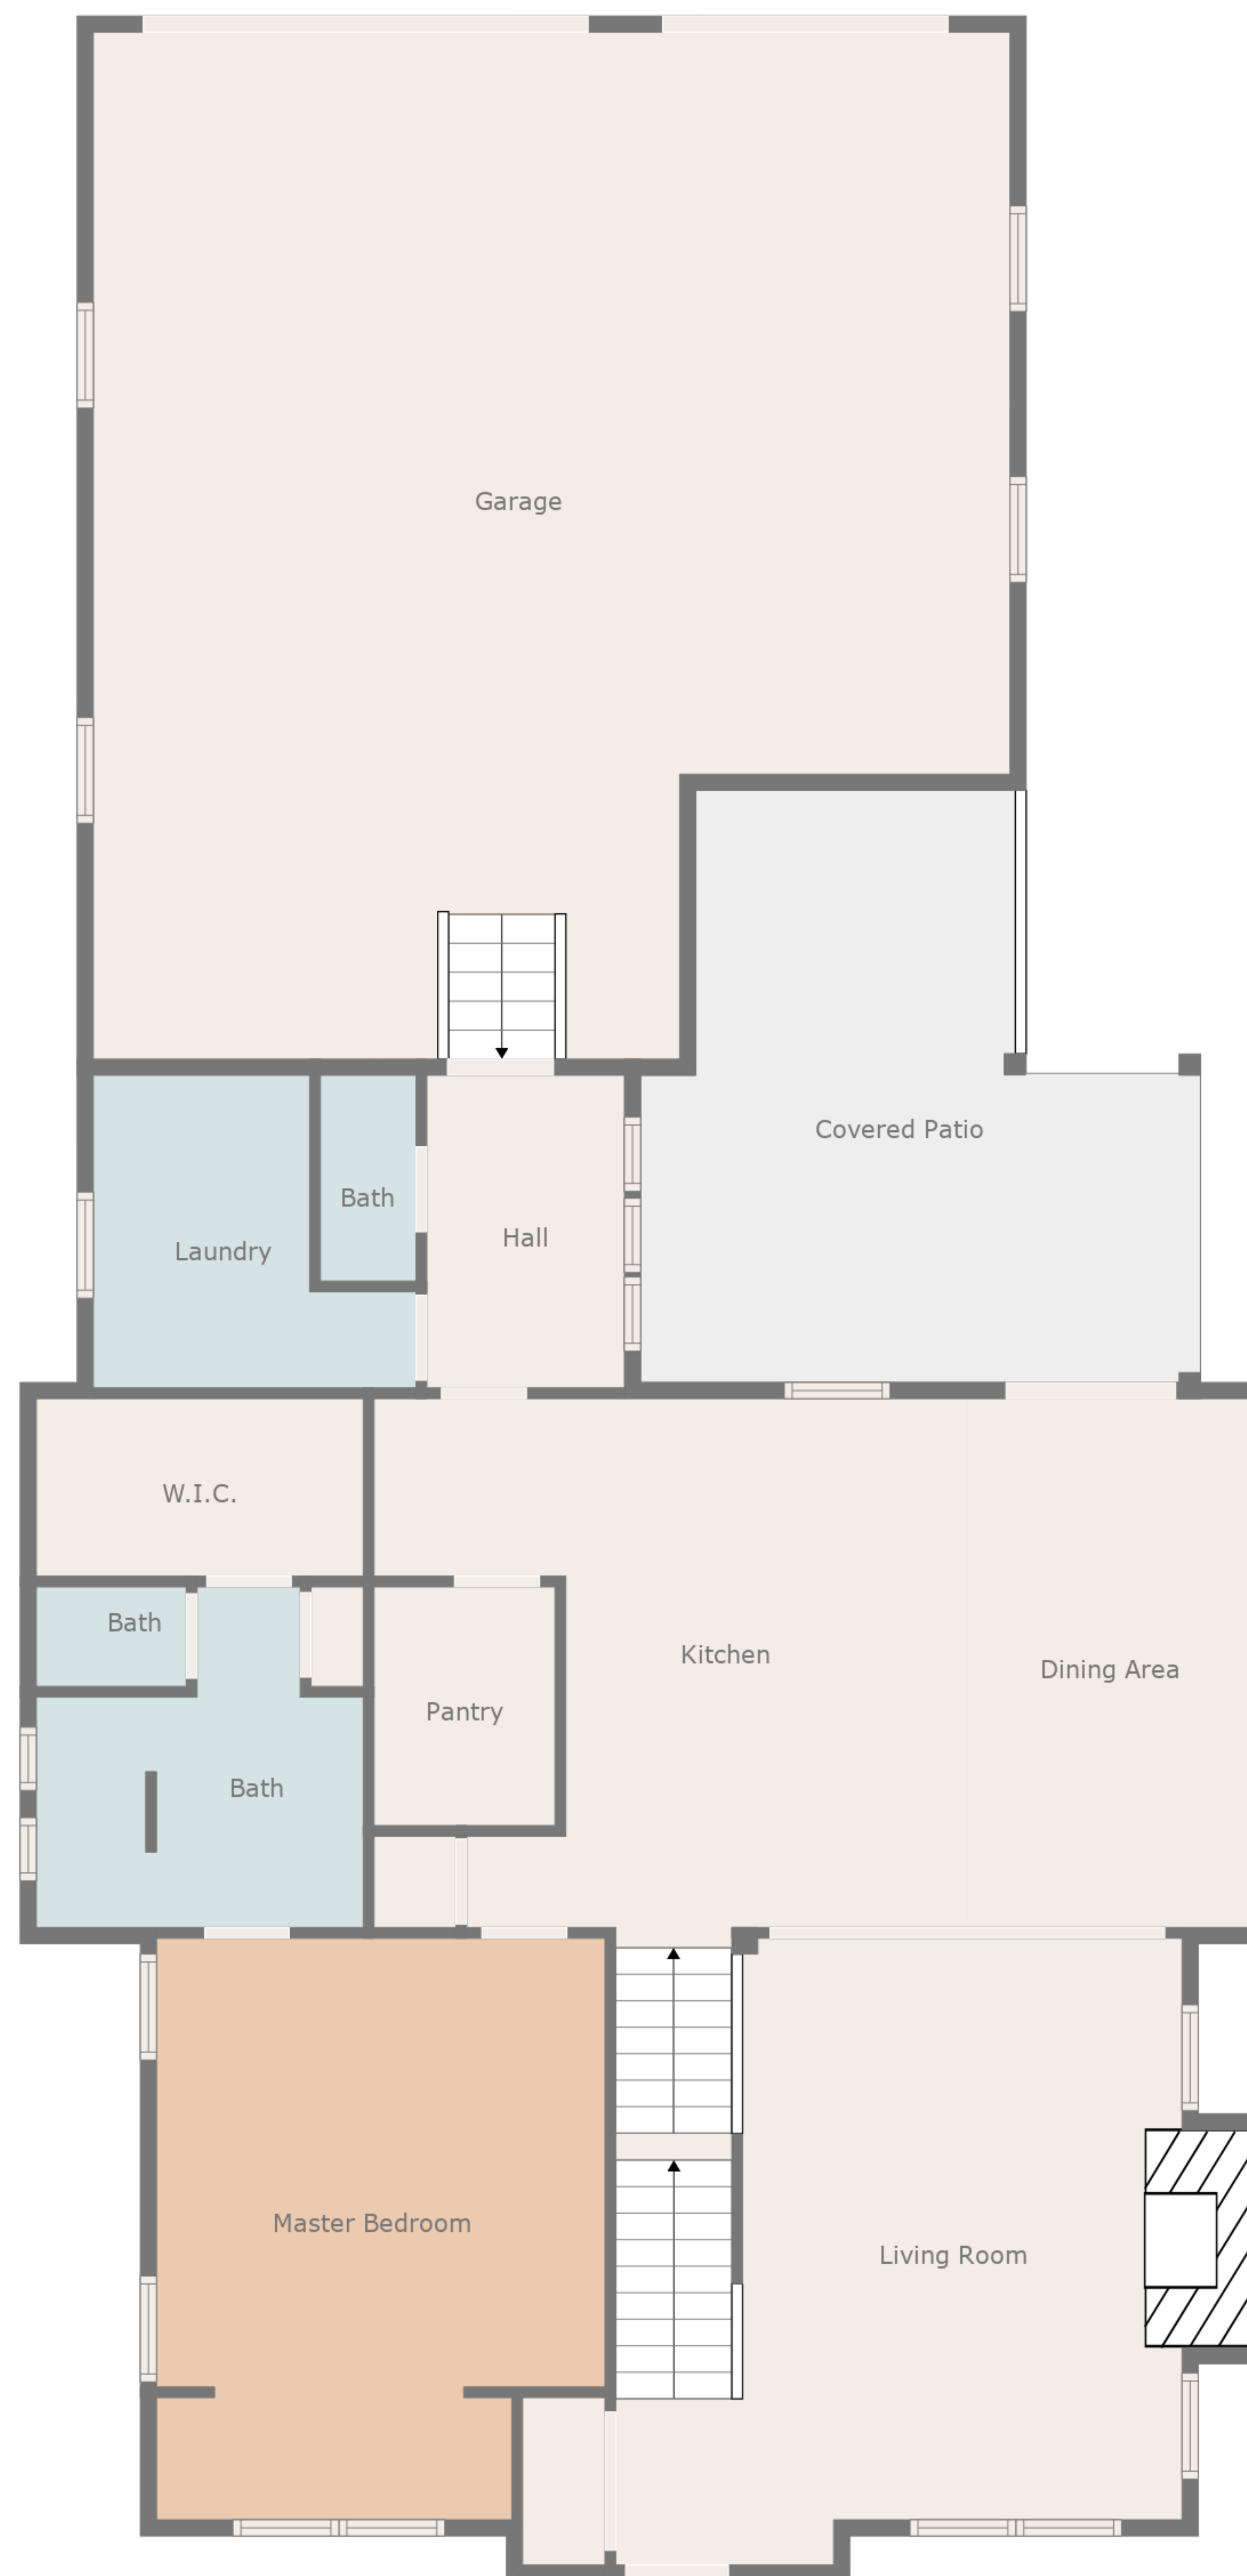 Garage
Covered Patio
Bath
Hall
Laundry
W.I.C.
Bath
Kitchen
Dining Area
Pantry
Bath
Master Bedroom
Living Room